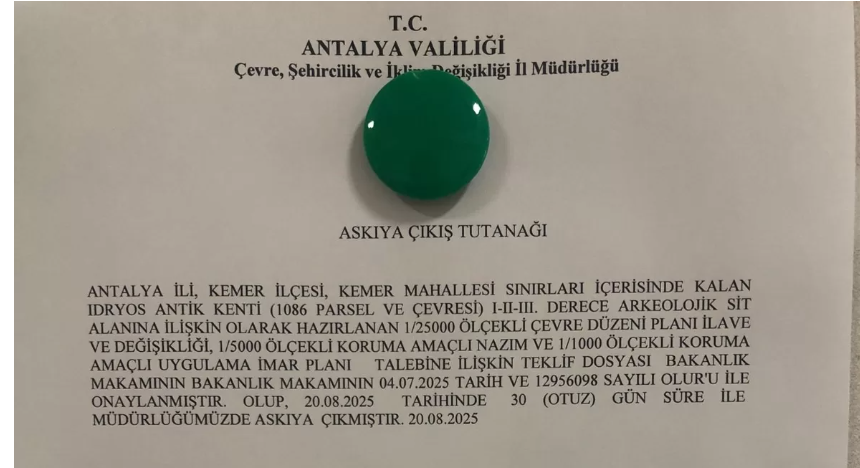 T.C.
ANTALYA VALİLİĞİ
Çevre, Şehircilik ve Değişikliği İl Müdürlüğü
ASKIYA ÇIKIŞ TUTANAĞI
ANTALYA İLİ, KEMER İLÇESİ, KEMER MAHALLESİ SINIRLARI İÇERİSİNDE KALAN
IDRYOS ANTİK KENTİ (1086 PARSEL VE ÇEVRESİ) I-II-III. DERECE ARKEOLOJİK SİT
ALANINA İLİŞKİN OLARAK HAZIRLANAN 1/25000 ÖLÇEKLİ ÇEVRE DÜZENİ PLANI İLAVE
VE DEĞİŞİKLİĞİ, 1/5000 ÖLÇEKLİ KORUMA AMAÇLI NAZIM VE 1/1000 ÖLÇEKLİ KORUMA
AMAÇLI UYGULAMA İMAR PLANI TALEBİNE İLİŞKİN TEKLİF DOSYASI BAKANLIK
MAKAMININ BAKANLIK MAKAMININ 04.07.2025 TARİH VE 12956098 SAYILI OLUR'U İLE
ONAYLANMIŞTIR. OLUP, 20.08.2025 TARİHİNDE 30 (OTUZ) GÜN SÜRE İLE
MÜDÜRLÜĞÜMÜZDE ASKIYA ÇIKMIŞTIR. 20.08.2025